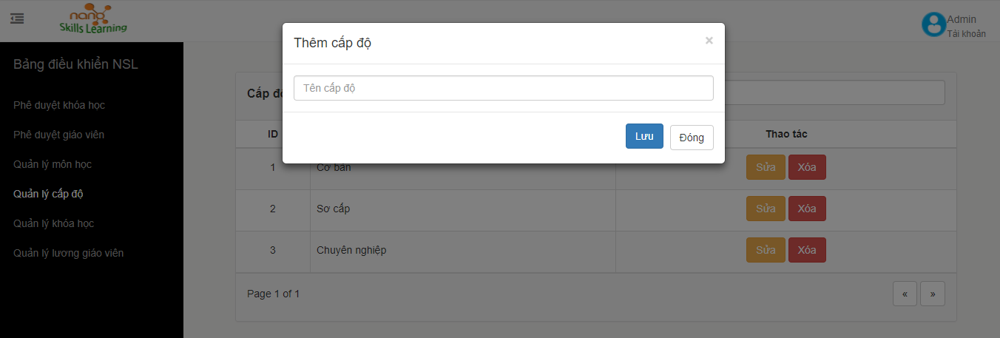 nang
Skills Learning
Admin
Tài khoản
Bảng điều khiển NSL
Phê duyệt khóa học
Phê duyệt giáo viên
Quản lý môn học
Quản lý cấp độ
Quản lý khóa học
Quản lý lương giáo viên
Thêm cấp độ
×
Tên cấp độ
Lưu
Đóng
Cấp độ
ID
Thao tác
1
Cơ bản
Sửa
Xóa
2
Sơ cấp
Sửa
Xóa
3
Chuyên nghiệp
Sửa
Xóa
Page 1 of 1
«
»